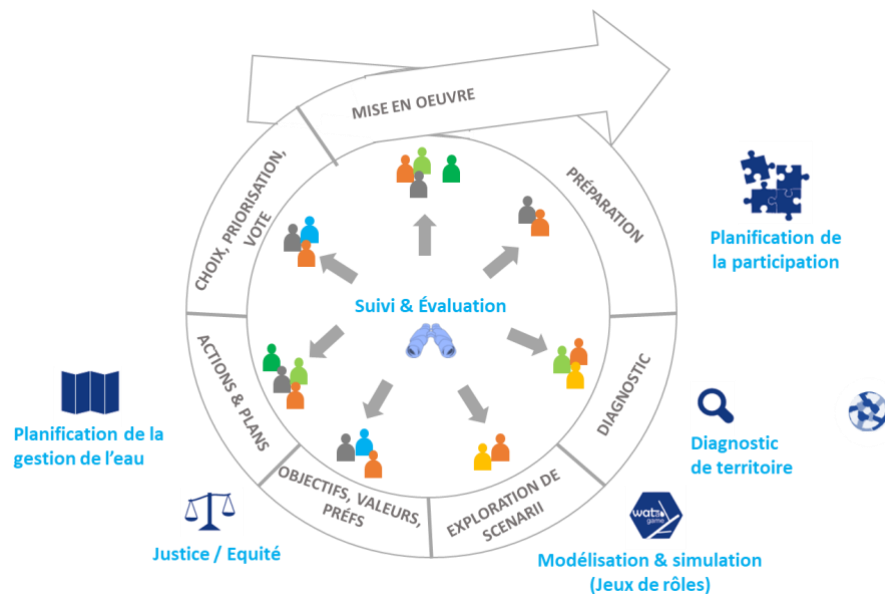 MISE EN OEUVRE
PRÉPARATION
CHOIX, PRIORISATION,
VOTE
Planification de
la participation
Suivi & Évaluation
ACTIONS & PLANS
DIAGNOSTIC
Planification de la
gestion de l'eau
Diagnostic
de territoire
OBJECTIFS, VALEURS,
PRÉFS
EXPLORATION DE
SCENARII
wat
game
Justice / Equité
Modélisation & simulation
(Jeux de rôles)